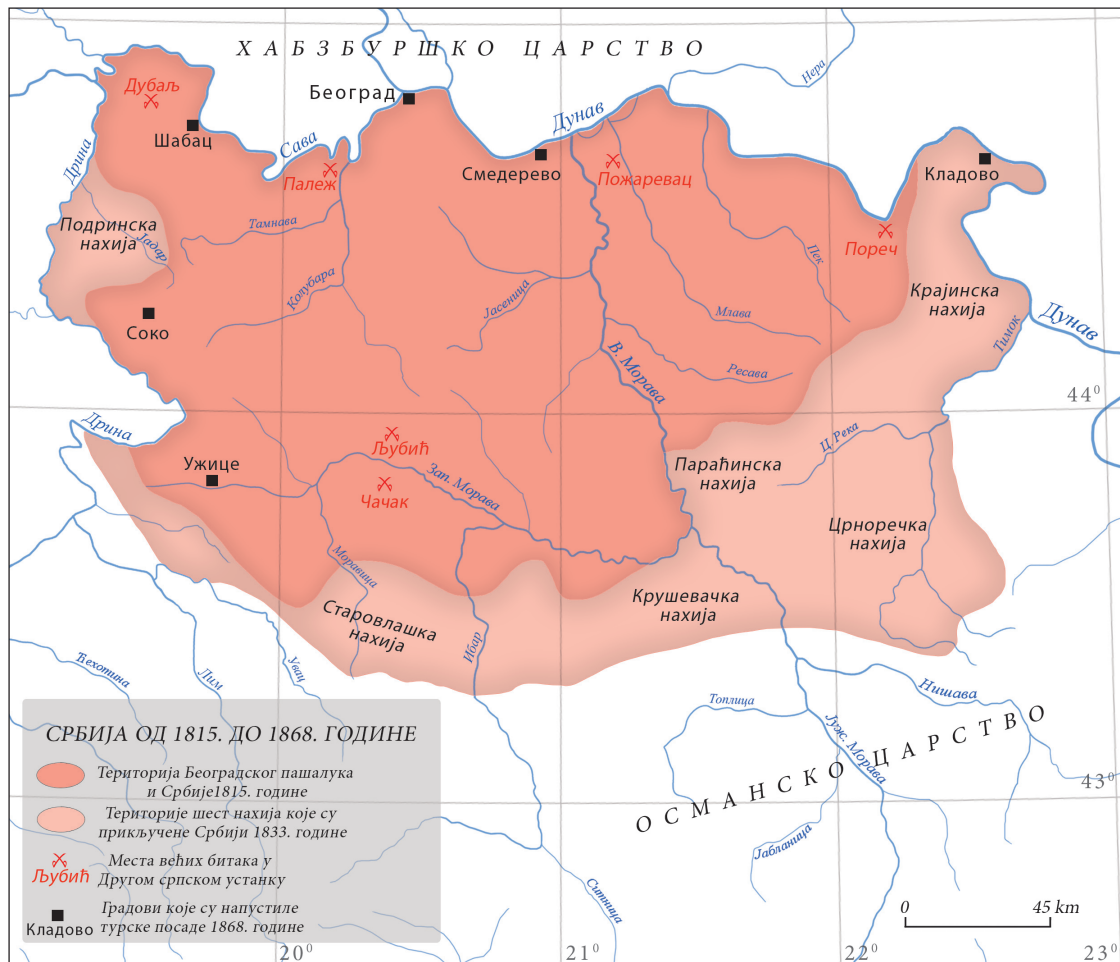 ХАБЗБУРШКО ЦАРСТВО
Нера
Дубаљ
Београд
Дунав
Шабац
Сава
Дрина
Палеж
Смедерево
Пожаревац
Кладово
Подринска
нахија
Јадар
Тамнава
Пореч
Пек
Колубара
Јасеница
Крајинска
нахија
Млава
Дунав
Тимок
Соко
В. Морава
Ресава
44⁰
Дрина
Љубић
Ц. Река
Ужице
Зап. Морава
Параћинска
нахија
Чачак
Црноречка
нахија
Моравица
Крушевачка
нахија
Старовлашка
нахија
Ибар
Ћехотина
Лим
Увац
Нишава
Топлица
Јуж. Морава
ОСМАНСКО ЦАРСТВО
43⁰
Јабланица
Ситница
СРБИЈА ОД 1815. ДО 1868. ГОДИНЕ
Територија Београдског пашалука
и Србије1815. године
Територије шест нахија које су
прикључене Србији 1833. године
Места већих битака у
Љубић
Другом српском устанку
Градови које су напустиле
Кладово
турске посаде 1868. године
0 45 km
20⁰ 21⁰ 22⁰ 23⁰